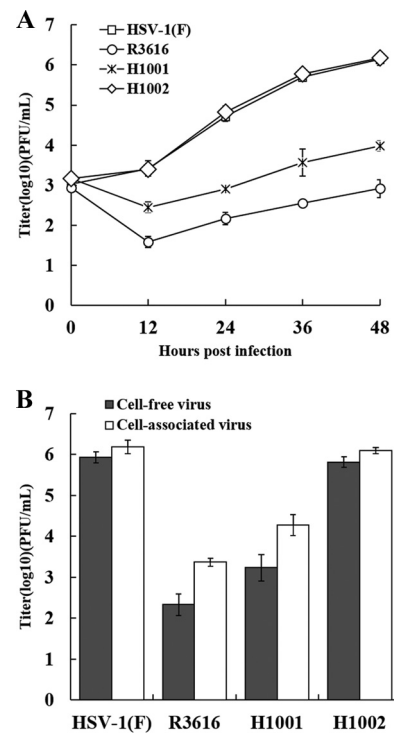 A
HSV-1(F)
R3616
H1001
H1002
Titer(log10)(PFU/mL)
7
6
5
4
3
2
1
0
0 12 24 36 48
Hours post infection
B
Cell-free virus
Cell-associated virus
Titer(log10)(PFU/mL)
7
6
5
4
3
2
1
0
HSV-1(F) R3616 H1001 H1002